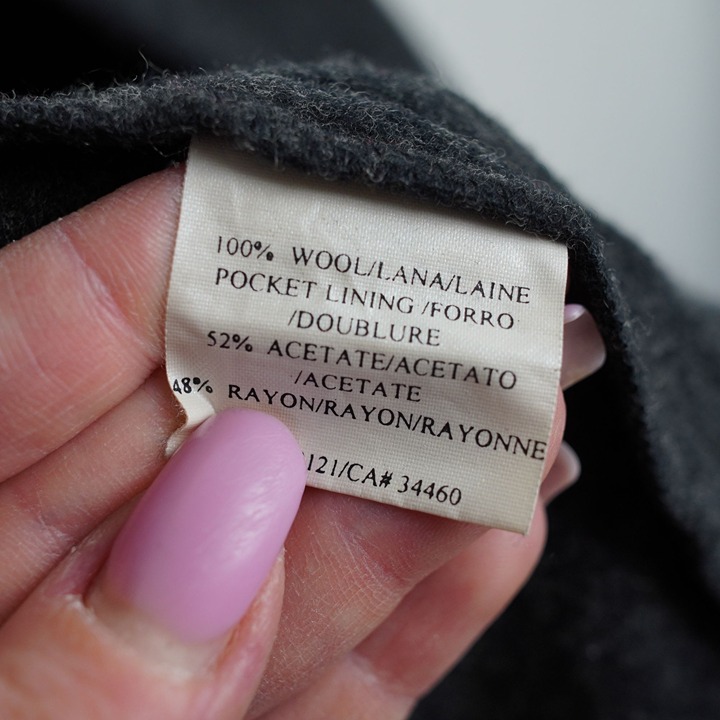 100% WOOL/LANA/LAINE
POCKET LINING /FORRO
/DOUBLURE
52% ACETATE/ACETATO
/ACETATE
48% RAYON/RAYON/RAYONNE
121/CA# 34460